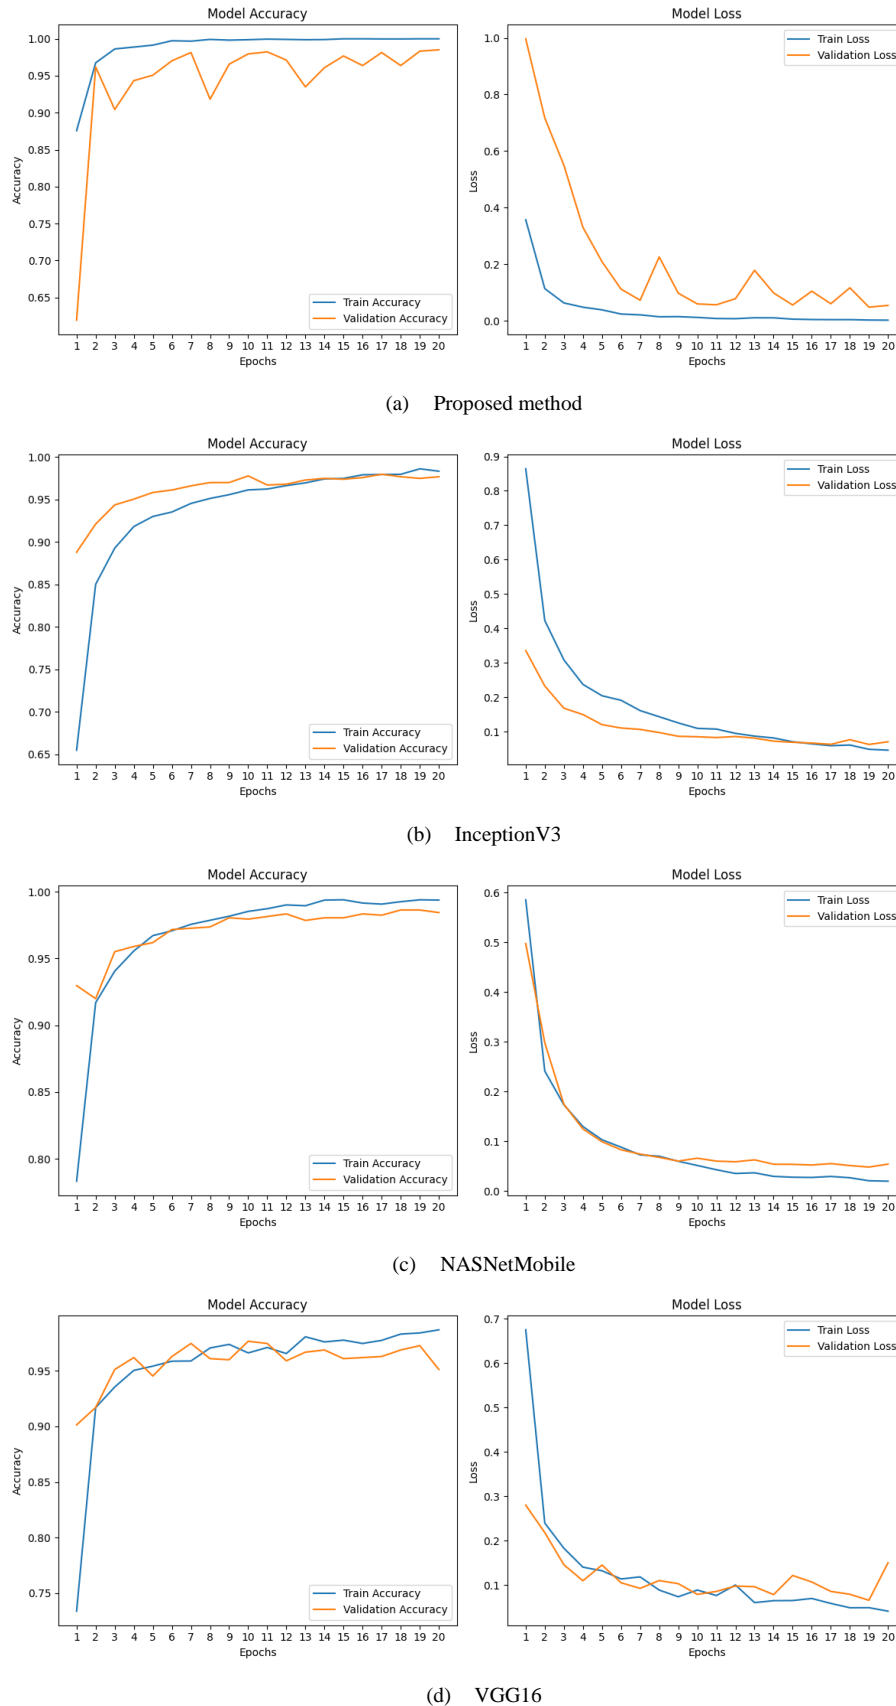 Model Accuracy
1.00
0.95
0.90
0.85
0.80
0.75
0.70
0.65
Accuracy
Train Accuracy
Validation Accuracy
1 2 3 4 5 6 7 8 9 10 11 12 13 14 15 16 17 18 19 20
Epochs
Model Loss
1.0
0.8
0.6
0.4
0.2
0.0
Loss
Train Loss
Validation Loss
1 2 3 4 5 6 7 8 9 10 11 12 13 14 15 16 17 18 19 20
Epochs
(a) Proposed method
Model Accuracy
1.00
0.95
0.90
0.85
0.80
0.75
0.70
0.65
Accuracy
Train Accuracy
Validation Accuracy
1 2 3 4 5 6 7 8 9 10 11 12 13 14 15 16 17 18 19 20
Epochs
Model Loss
0.9
0.8
0.7
0.6
0.5
0.4
0.3
0.2
0.1
Loss
Train Loss
Validation Loss
1 2 3 4 5 6 7 8 9 10 11 12 13 14 15 16 17 18 19 20
Epochs
(b) InceptionV3
Model Accuracy
1.00
0.95
0.90
0.85
0.80
Accuracy
Train Accuracy
Validation Accuracy
1 2 3 4 5 6 7 8 9 10 11 12 13 14 15 16 17 18 19 20
Epochs
Model Loss
0.6
0.5
0.4
0.3
0.2
0.1
0.0
Loss
Train Loss
Validation Loss
1 2 3 4 5 6 7 8 9 10 11 12 13 14 15 16 17 18 19 20
Epochs
(c) NASNetMobile
Model Accuracy
0.95
0.90
0.85
0.80
0.75
Accuracy
Train Accuracy
Validation Accuracy
1 2 3 4 5 6 7 8 9 10 11 12 13 14 15 16 17 18 19 20
Epochs
Model Loss
0.7
0.6
0.5
0.4
0.3
0.2
0.1
Loss
Train Loss
Validation Loss
1 2 3 4 5 6 7 8 9 10 11 12 13 14 15 16 17 18 19 20
Epochs
(d) VGG16